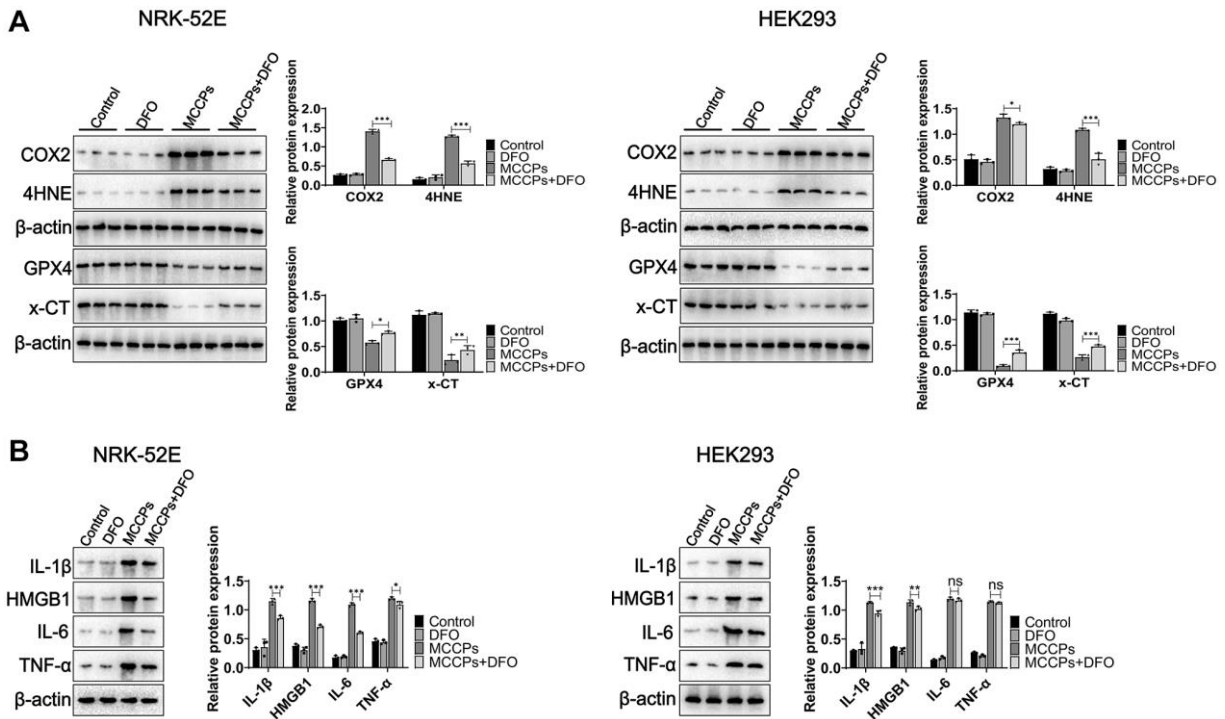 A
NRK-52E
Control
DFO
MCCPs
MCCPs+DFO
COX2
4HNE
β-actin
GPX4
x-CT
β-actin
Relative protein expression
2.0
1.5
1.0
0.5
0.0
***
***
COX2 4HNE
Control
DFO
MCCPs
MCCPs+DFO
Relative protein expression
1.5
1.0
0.5
0.0
*
**
GPX4 x-CT
Control
DFO
MCCPs
MCCPs+DFO
HEK293
Control
DFO
MCCPs
MCCPs+DFO
COX2
4HNE
β-actin
GPX4
x-CT
β-actin
Relative protein expression
1.5
1.0
0.5
0.0
*
***
COX2 4HNE
Control
DFO
MCCPs
MCCPs+DFO
Relative protein expression
1.5
1.0
0.5
0.0
***
***
GPX4 x-CT
Control
DFO
MCCPs
MCCPs+DFO
B
NRK-52E
Control
DFO
MCCPs
MCCPs+DFO
IL-1β
HMGB1
IL-6
TNF-α
β-actin
Relative protein expression
1.5
1.0
0.5
0.0
***
***
***
*
IL-1β HMGB1 IL-6 TNF-α
Control
DFO
MCCPs
MCCPs+DFO
HEK293
Control
DFO
MCCPs
MCCPs+DFO
IL-1β
HMGB1
IL-6
TNF-α
β-actin
Relative protein expression
1.5
1.0
0.5
0.0
***
**
ns
ns
IL-1β HMGB1 IL-6 TNF-α
Control
DFO
MCCPs
MCCPs+DFO